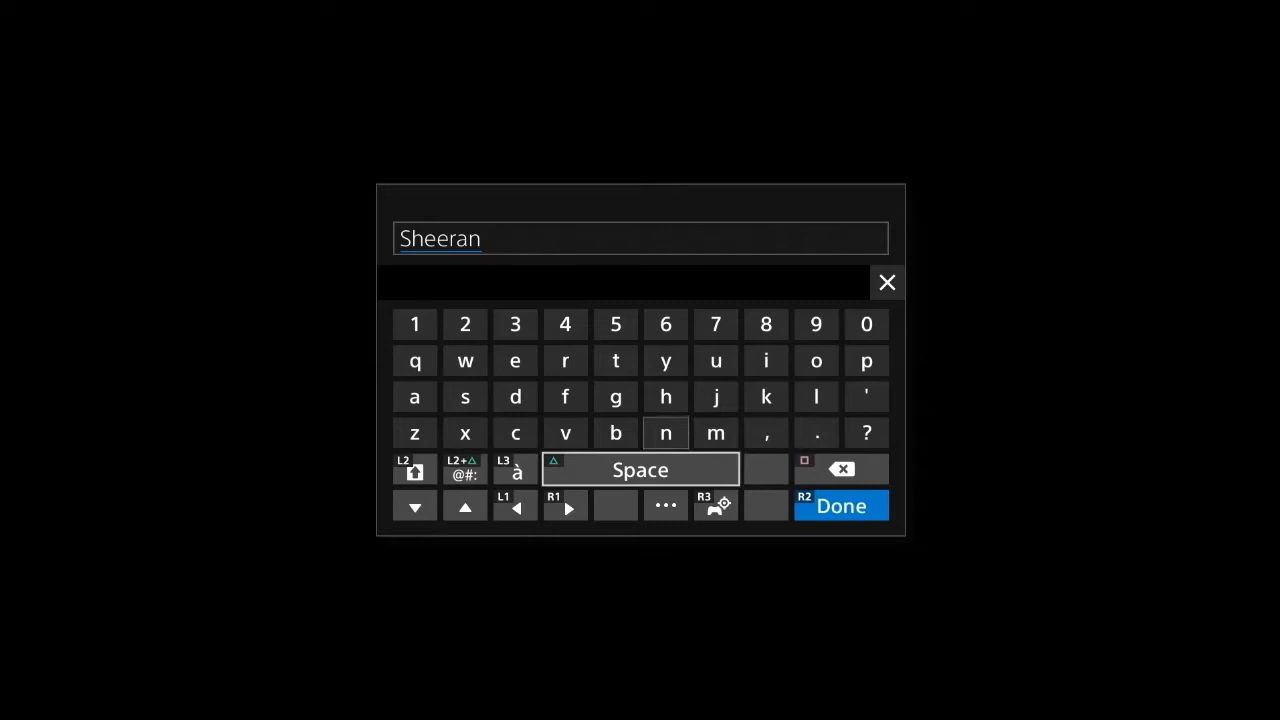 Sheeran
1 2 3 4 5 6 7 8 9 0
q w e r t y u i o p
a s d f g h j k l '
z x c v b n m , . ?
L2 L2+△ @#: L3 à △ Space □
L1 R1 ... R3 R2 Done